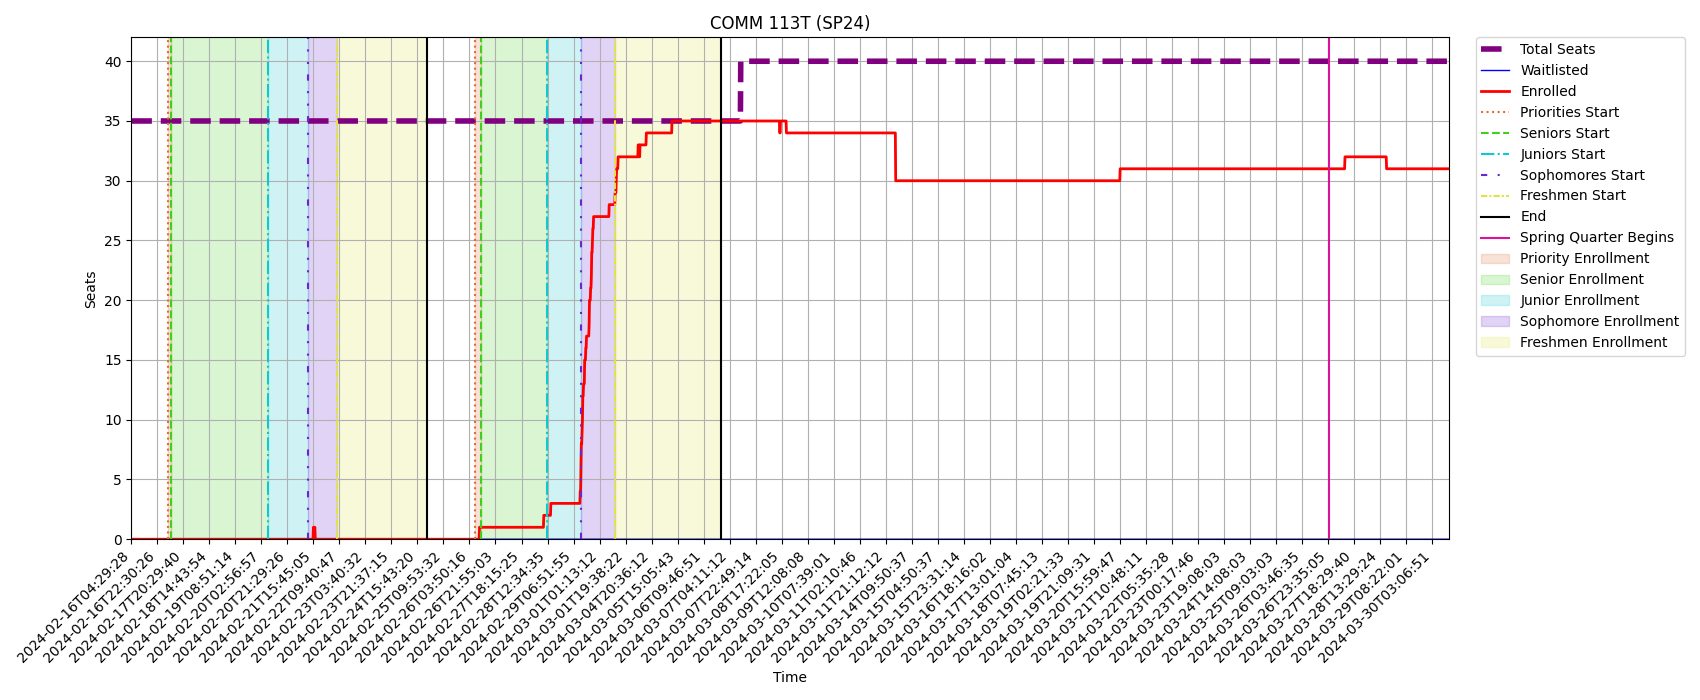 COMM 113T (SP24)
Seats
40
35
30
25
20
15
10
5
0
2024-02-16T04:29:28
2024-02-16T22:30:26
2024-02-17T20:29:40
2024-02-18T14:43:54
2024-02-19T08:51:14
2024-02-20T02:56:57
2024-02-20T21:29:26
2024-02-21T15:45:05
2024-02-22T09:40:47
2024-02-23T03:40:32
2024-02-23T21:37:15
2024-02-24T15:43:20
2024-02-25T09:53:32
2024-02-26T03:50:16
2024-02-26T21:55:03
2024-02-27T18:15:25
2024-02-28T12:34:35
2024-02-29T06:51:55
2024-03-01T01:13:12
2024-03-01T19:38:22
2024-03-04T20:36:12
2024-03-05T15:05:43
2024-03-06T09:46:51
2024-03-07T04:11:12
2024-03-07T22:49:14
2024-03-08T17:22:05
2024-03-09T12:08:09
2024-03-10T07:39:01
2024-03-11T02:10:46
2024-03-11T21:12:12
2024-03-14T09:50:37
2024-03-15T04:50:37
2024-03-15T23:31:14
2024-03-16T18:16:02
2024-03-17T13:01:04
2024-03-18T07:45:13
2024-03-19T02:21:33
2024-03-19T21:09:31
2024-03-20T15:59:47
2024-03-21T10:48:11
2024-03-22T05:35:28
2024-03-23T00:17:46
2024-03-23T19:08:03
2024-03-24T14:08:03
2024-03-25T09:03:03
2024-03-26T03:46:35
2024-03-26T23:35:05
2024-03-27T18:29:40
2024-03-28T13:29:24
2024-03-29T08:22:01
2024-03-30T03:06:51
Time
Total Seats
Waitlisted
Enrolled
Priorities Start
Seniors Start
Juniors Start
Sophomores Start
Freshmen Start
End
Spring Quarter Begins
Priority Enrollment
Senior Enrollment
Junior Enrollment
Sophomore Enrollment
Freshmen Enrollment